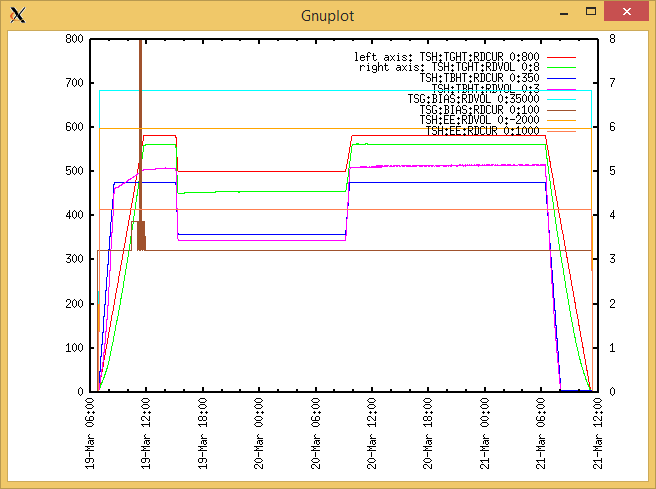 Gnuplot
left axis: TSH:TGHT:RDCUR 0:800
right axis: TSH:TGHT:RDVOL 0:8
TSH:TBHT:RDCUR 0:350
TSH:TBHT:RDVOL 0:3
TSG:BIAS:RDVOL 0:35000
TSG:BIAS:RDCUR 0:100
TSH:EE:RDVOL 0:-2000
TSH:EE:RDCUR 0:1000
800
700
600
500
400
300
200
100
0
8
7
6
5
4
3
2
1
0
19-Mar 06:00
19-Mar 12:00
19-Mar 18:00
20-Mar 00:00
20-Mar 06:00
20-Mar 12:00
20-Mar 18:00
21-Mar 00:00
21-Mar 06:00
21-Mar 12:00